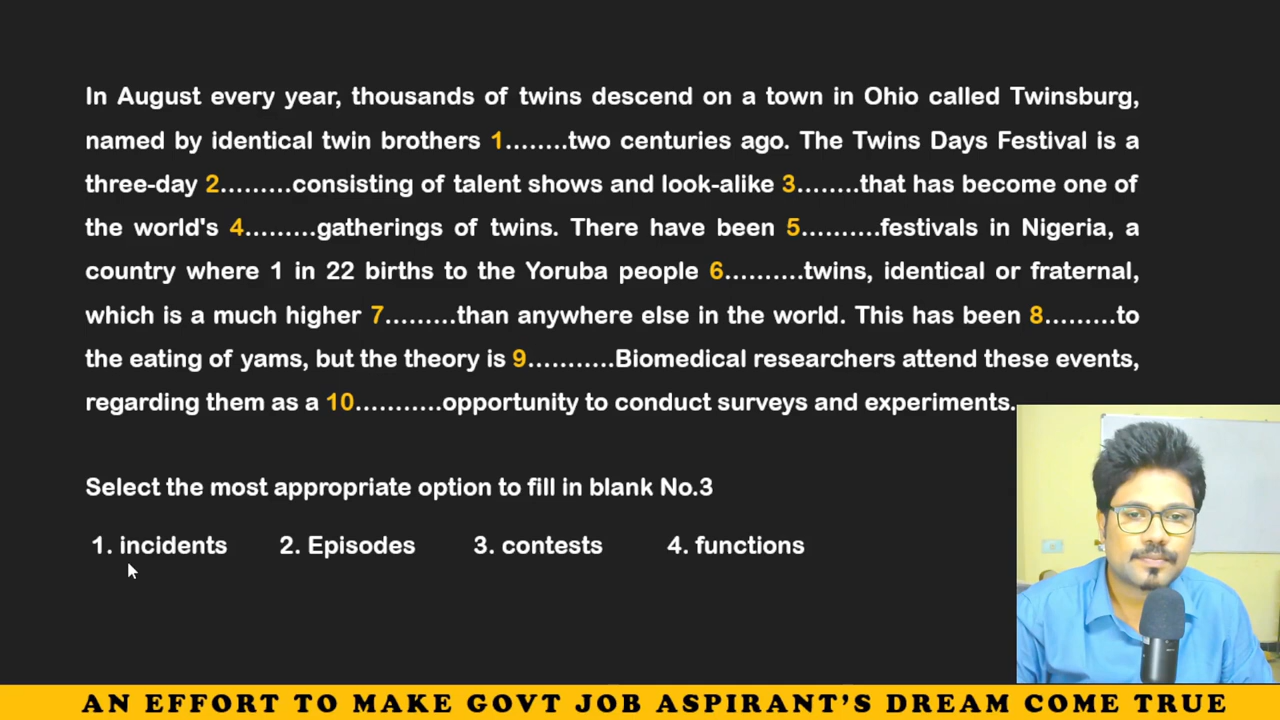 In August every year, thousands of twins descend on a town in Ohio called Twinsburg,
named by identical twin brothers 1........two centuries ago. The Twins Days Festival is a
three-day 2.........consisting of talent shows and look-alike 3........that has become one of
the world's 4.........gatherings of twins. There have been 5..........festivals in Nigeria, a
country where 1 in 22 births to the Yoruba people 6..........twins, identical or fraternal,
which is a much higher 7.........than anywhere else in the world. This has been 8.........to
the eating of yams, but the theory is 9...........Biomedical researchers attend these events,
regarding them as a 10...........opportunity to conduct surveys and experiments.
Select the most appropriate option to fill in blank No.3
1. incidents 2. Episodes 3. contests 4. functions
AN EFFORT TO MAKE GOVT JOB ASPIRANT'S DREAM COME TRUE